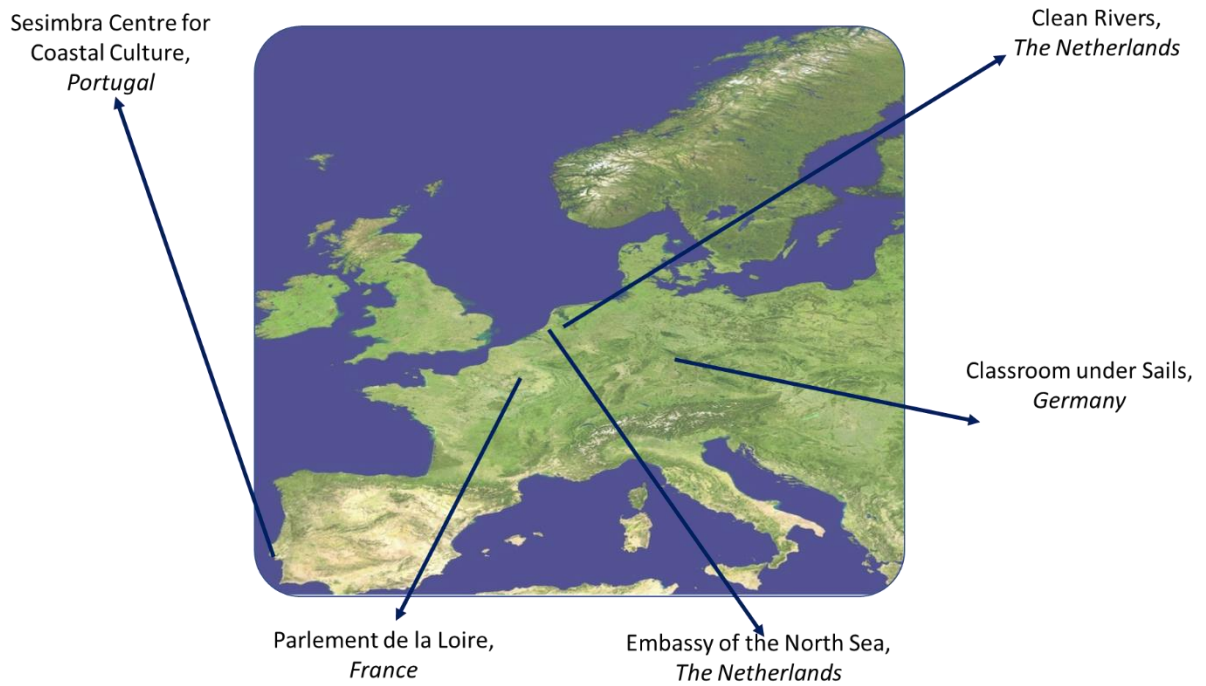 Sesimbra Centre for
Coastal Culture,
Portugal
Clean Rivers,
The Netherlands
Classroom under Sails,
Germany
Parlement de la Loire,
France
Embassy of the North Sea,
The Netherlands